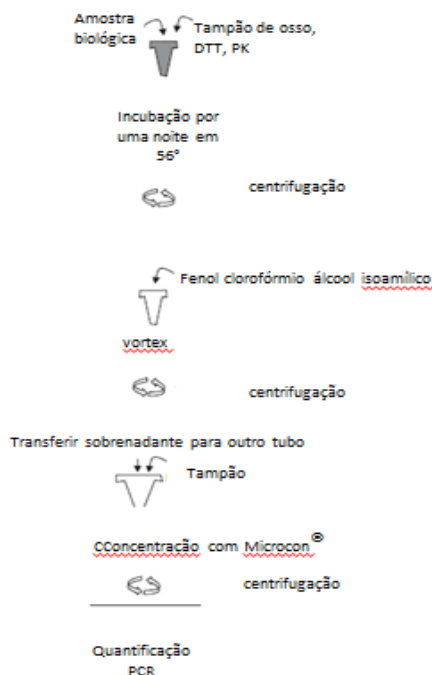 Amostra
biológica
Tampão de osso,
DTT, PK
Incubação por
uma noite em
56°
centrifugação
Fenol clorofórmio álcool isoamílico
vortex
centrifugação
Transferir sobrenadante para outro tubo
Tampão
CConcentração com Microcon®
centrifugação
Quantificação
PCR